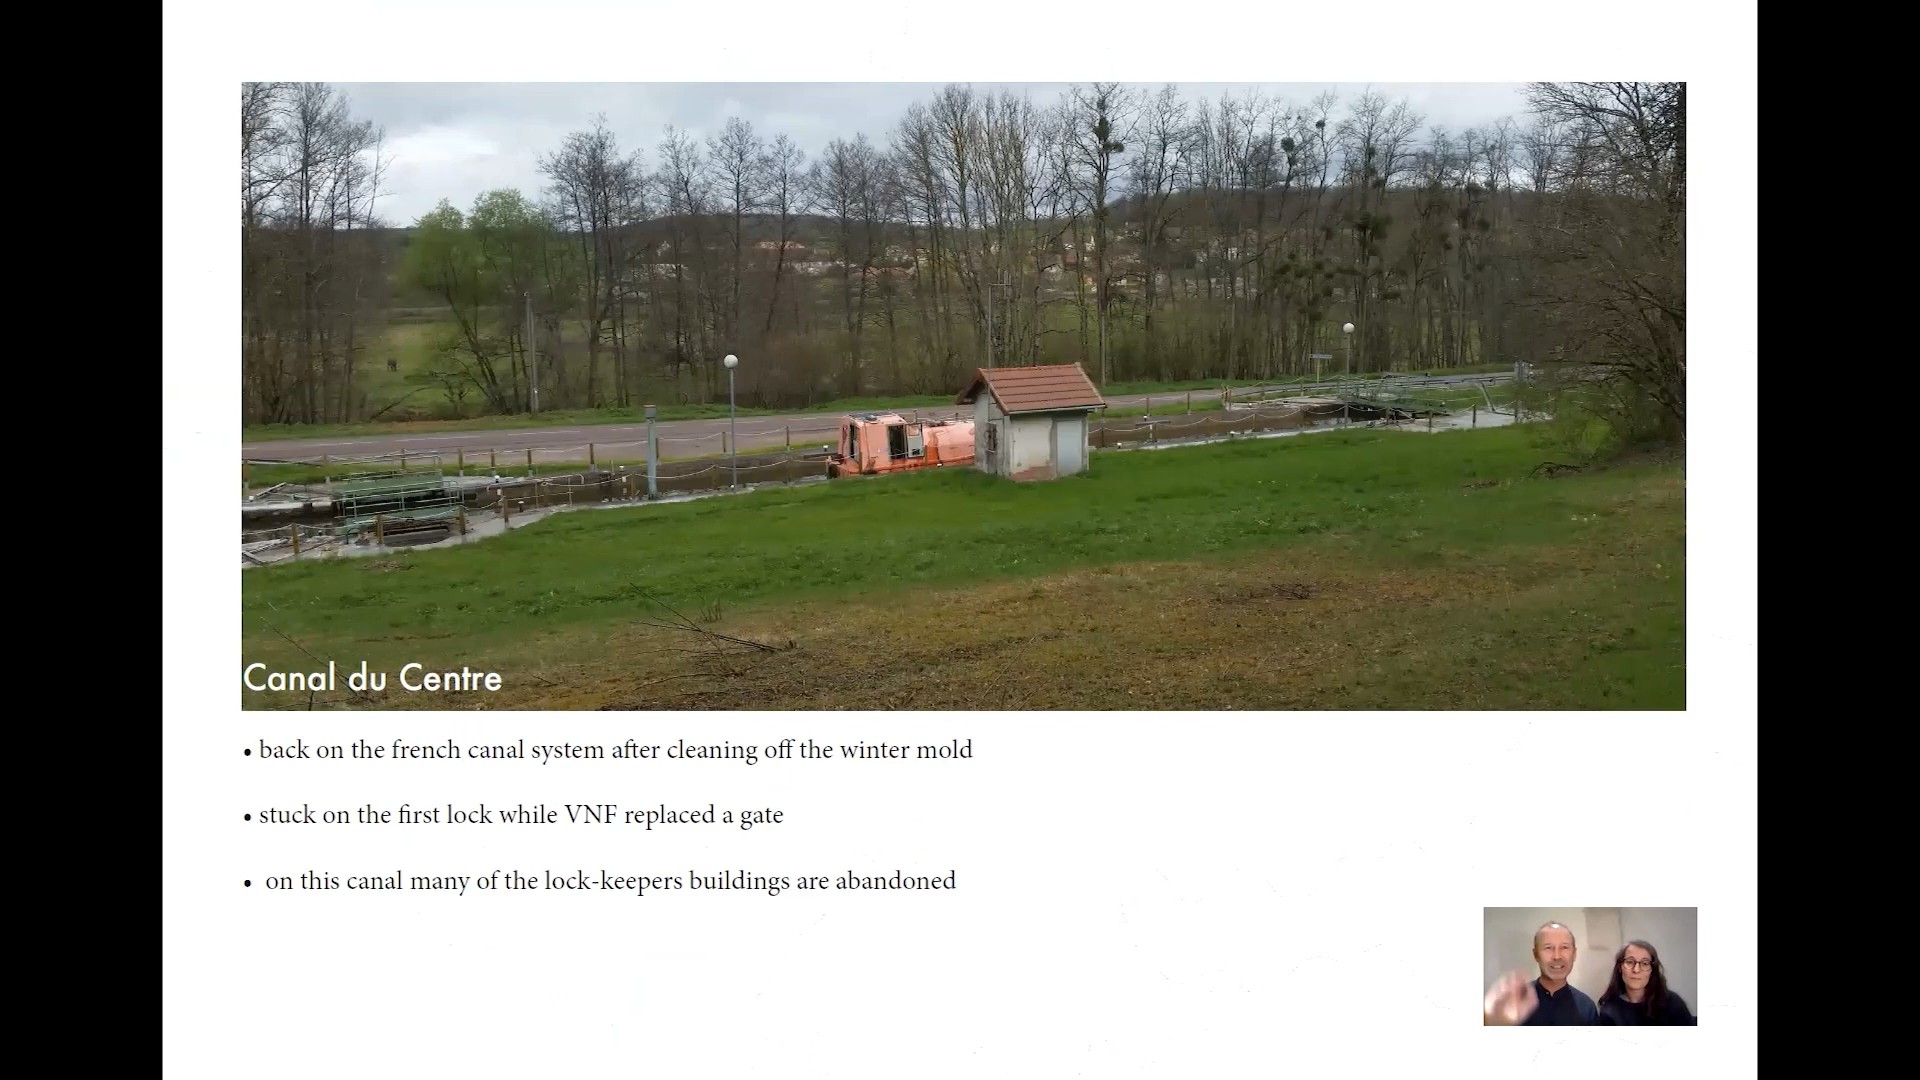 Canal du Centre
• back on the french canal system after cleaning off the winter mold
• stuck on the first lock while VNF replaced a gate
• on this canal many of the lock-keepers buildings are abandoned